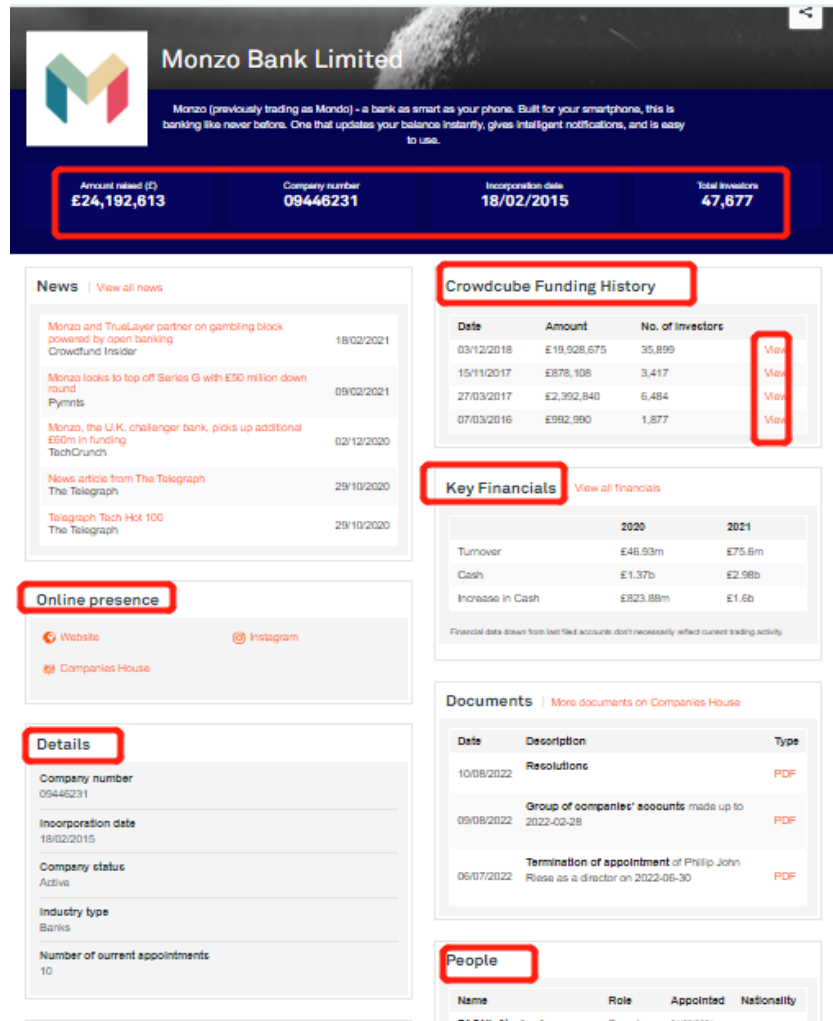 Monzo Bank Limited
Monzo (previously trading as Mondo) - a bank as smart as your phone. Built for your smartphone, this is
banking like never before. One that updates your balance instantly, gives intelligent notifications, and is easy
to use.
Amount raised (£)
£24,192,613
Company number
09446231
Incorporation date
18/02/2015
Total investors
47,677
News | View all news
Monzo and TrueLayer partner on gambling block
powered by open banking
Crowdfund Insider
18/02/2021
Monzo looks to top off Series G with £50 million down
round
Pymnts
09/02/2021
Monzo, the U.K. challenger bank, picks up additional
£60m in funding
TechCrunch
02/12/2020
News article from The Telegraph
The Telegraph
29/10/2020
Telegraph Tech Hot 100
The Telegraph
29/10/2020
Online presence
Website
Instagram
Companies House
Details
Company number
09446231
Incorporation date
18/02/2015
Company status
Active
Industry type
Banks
Number of current appointments
10
Crowdcube Funding History
Date Amount No. of Investors
03/12/2018 £19,928,675 35,899 View
15/11/2017 £878,108 3,417 View
27/03/2017 £2,392,840 6,484 View
07/03/2016 £992,990 1,877 View
Key Financials View all financials
2020 2021
Turnover £46.93m £75.6m
Cash £1.37b £2.98b
Increase in Cash £823.88m £1.6b
Financial data drawn from last filed accounts don't necessarily reflect current trading activity.
Documents | More documents on Companies House
Date Description Type
10/08/2022 Resolutions PDF
09/08/2022 Group of companies' accounts made up to
2022-02-28 PDF
06/07/2022 Termination of appointment of Philip John
Riese as a director on 2022-06-30 PDF
People
Name Role Appointed Nationality